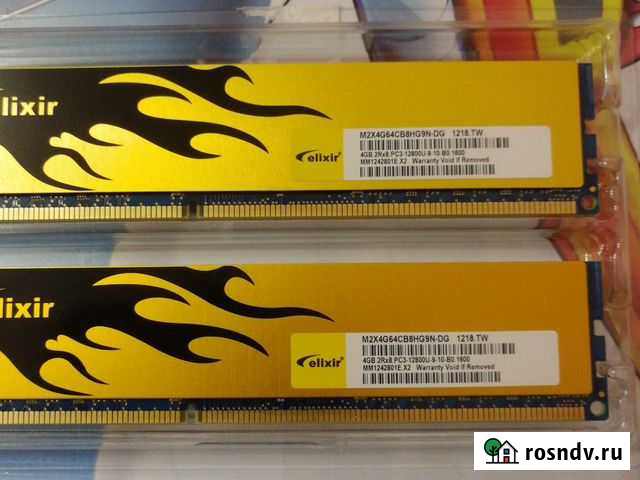 elixir
M2X4G64CB8HG9N-DG 1218.TW
4GB 2Rx8 PC3-12800U-9-10-B0.1600
elixir
MM1242801E.X2 Warranty Void If Removed
lixir
M2X4G64CB8HG9N-DG 1218.TW
4GB 2Rx8 PC3-12800U-9-10-B0.1600
elixir
MM1242801E.X2 Warranty Void If Removed
rosndv.ru